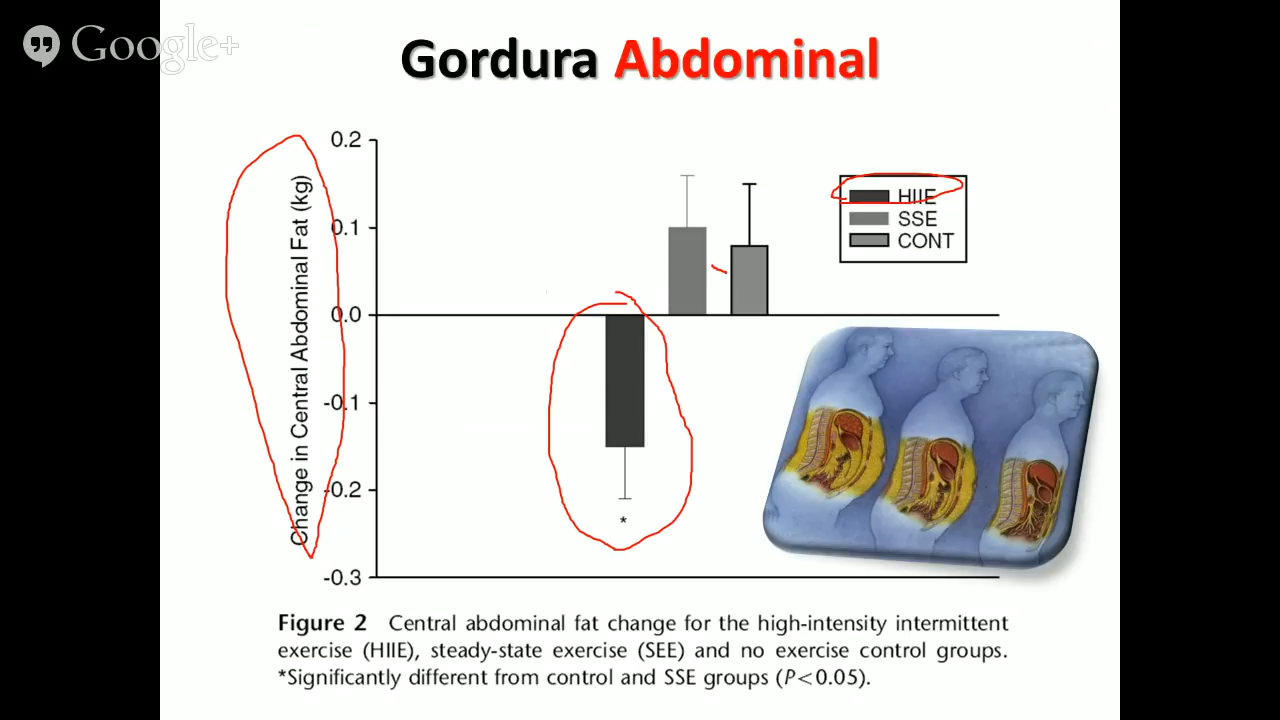 Google+
Gordura Abdominal
Change in Central Abdominal Fat (kg)
0.2
0.1
0.0
-0.1
-0.2
-0.3
*
HIIE
SSE
CONT
Figure 2 Central abdominal fat change for the high-intensity intermittent
exercise (HIIE), steady-state exercise (SEE) and no exercise control groups.
*Significantly different from control and SSE groups (P<0.05).